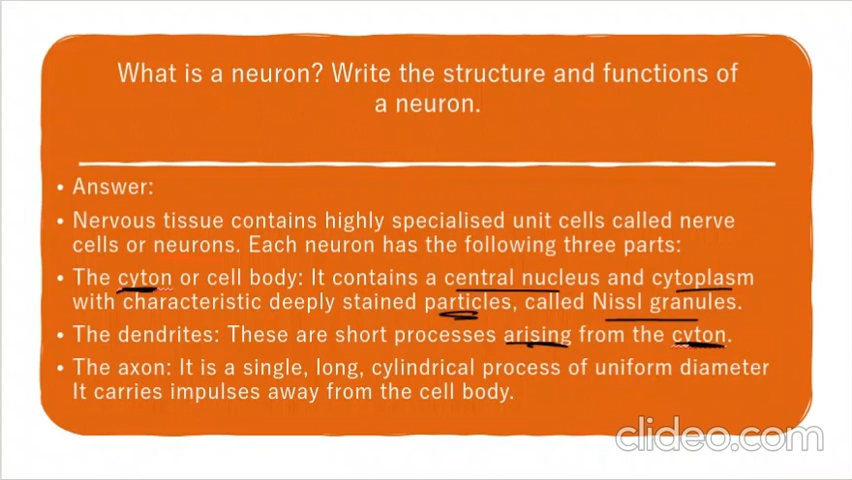 What is a neuron? Write the structure and functions of
a neuron.
• Answer:
• Nervous tissue contains highly specialised unit cells called nerve
cells or neurons. Each neuron has the following three parts:
• The cyton or cell body: It contains a central nucleus and cytoplasm
with characteristic deeply stained particles, called Nissl granules.
• The dendrites: These are short processes arising from the cyton.
• The axon: It is a single, long, cylindrical process of uniform diameter
It carries impulses away from the cell body.
clideo.com